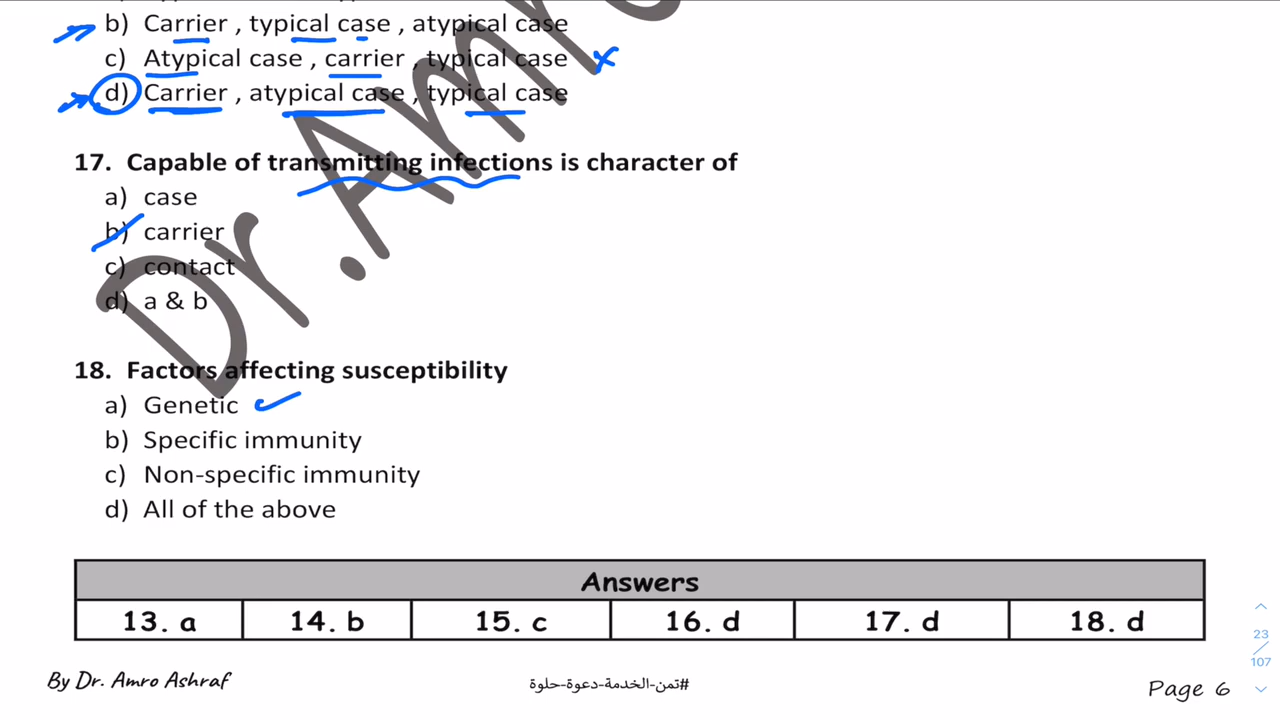 b) Carrier , typical case , atypical case
c) Atypical case , carrier , typical case
d) Carrier , atypical case , typical case
17. Capable of transmitting infections is character of
a) case
b) carrier
c) contact
d) a & b
18. Factors affecting susceptibility
a) Genetic
b) Specific immunity
c) Non-specific immunity
d) All of the above
Answers
13. a 14. b 15. c 16. d 17. d 18. d
By Dr. Amro Ashraf #تمن-الخدمة-دعوة-حلوة Page 6
23
107
Dr. Amr